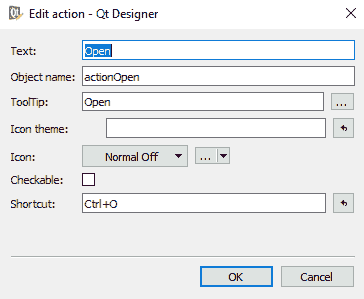 Edit action - Qt Designer
Text: Open
Object name: actionOpen
ToolTip: Open ...
Icon theme:
Icon: Normal Off ...
Checkable:
Shortcut: Ctrl+O
OK Cancel